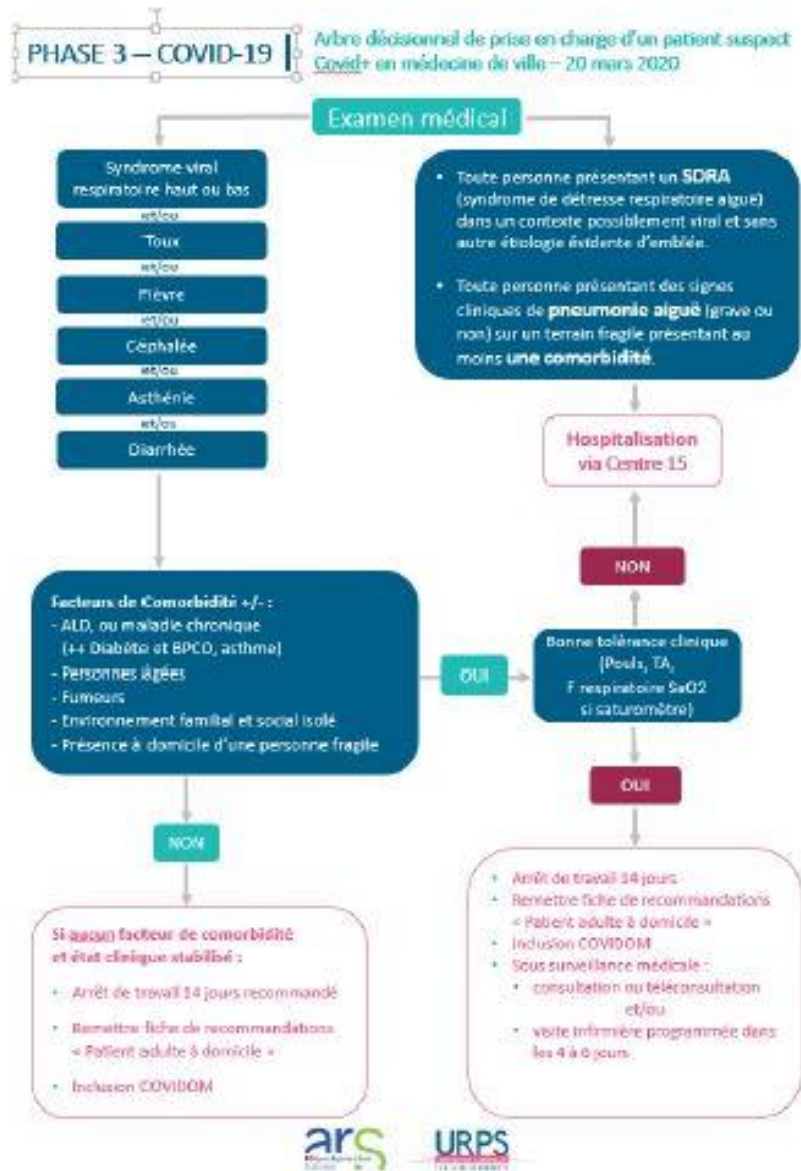 PHASE 3 – COVID-19
Arbre décisionnel de prise en charge d'un patient suspect
Covid+ en médecine de ville – 20 mars 2020
Examen médical
Syndrome viral
respiratoire haut ou bas
et/ou
Toux
et/ou
Fièvre
et/ou
Céphalée
et/ou
Asthénie
et/ou
Diarrhée
• Toute personne présentant un SDRA
(syndrome de détresse respiratoire aiguë)
dans un contexte possiblement viral et sans
autre étiologie évidente d'emblée.
• Toute personne présentant des signes
cliniques de pneumonie aiguë (grave ou
non) sur un terrain fragile présentant au
moins une comorbidité.
Hospitalisation
via Centre 15
NON
Facteurs de Comorbidité +/- :
- ALD, ou maladie chronique
(++ Diabète et BPCO, asthme)
- Personnes âgées
- Fumeurs
- Environnement familial et social isolé
- Présence à domicile d'une personne fragile
OUI
Bonne tolérance clinique
(Pouls, TA,
F respiratoire SaO2
si saturomètre)
OUI
NON
Si aucun facteur de comorbidité
et état clinique stabilisé :
• Arrêt de travail 14 jours recommandé
• Remettre fiche de recommandations
« Patient adulte à domicile »
• Inclusion COVIDOM
• Arrêt de travail 14 jours
• Remettre fiche de recommandations
« Patient adulte à domicile »
• Inclusion COVIDOM
• Sous surveillance médicale :
• consultation ou téléconsultation
et/ou
• visite infirmière programmée dans
les 4 à 6 jours
ars
URPS